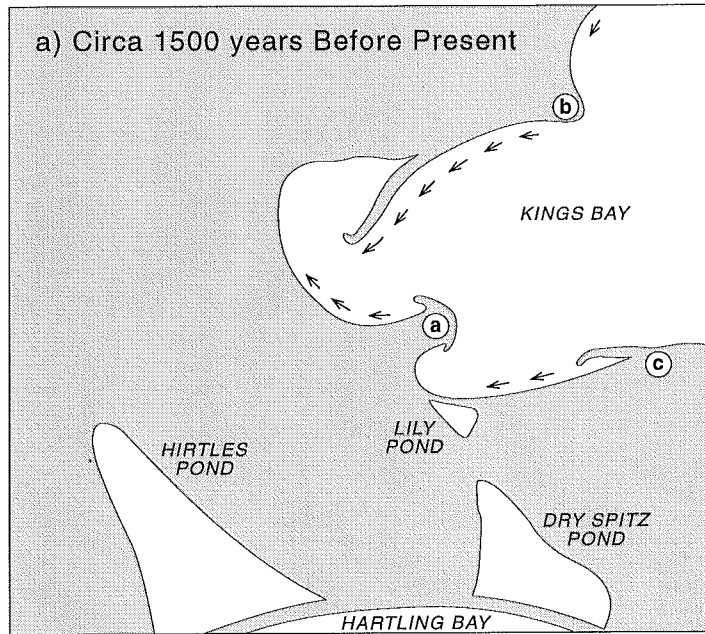 a) Circa 1500 years Before Present
b
KINGS BAY
a
c
LILY
POND
HIRTLES
POND
DRY SPITZ
POND
HARTLING BAY